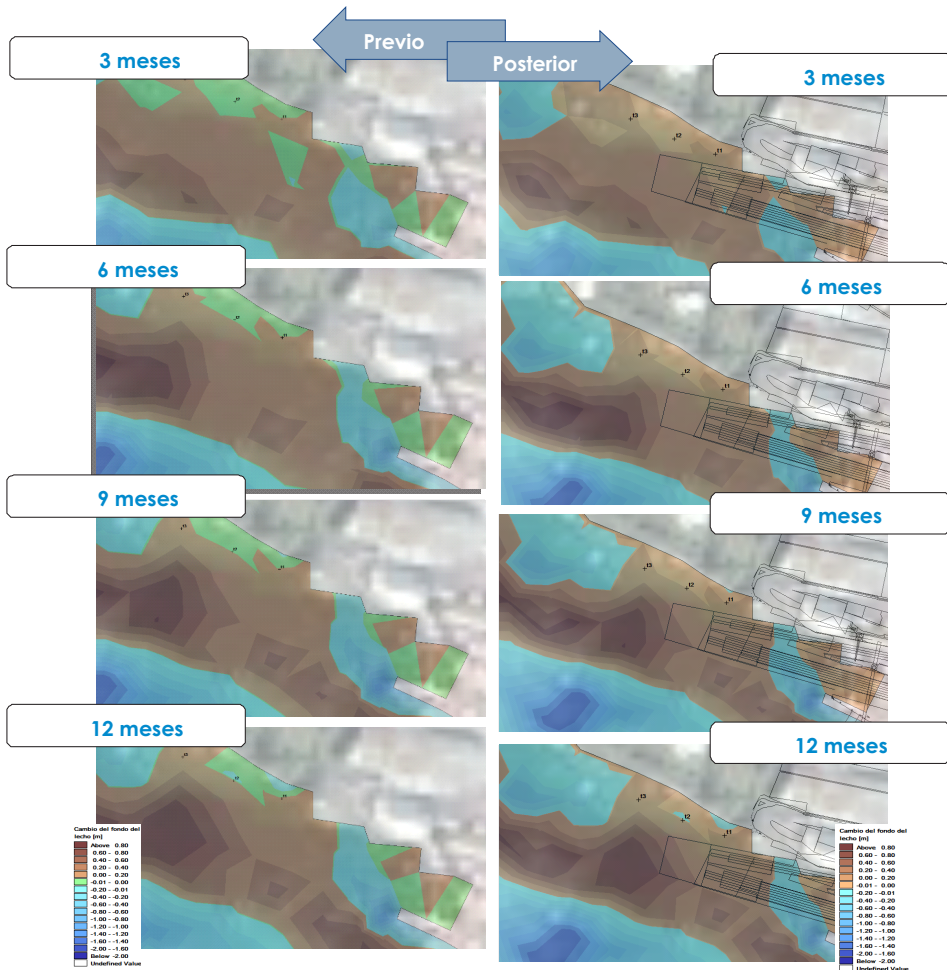 Previo
Posterior
3 meses
3 meses
t3
t2
t1
6 meses
6 meses
t3
t2
t1
9 meses
9 meses
t3
t2
t1
12 meses
12 meses
t3
t2
t1
Cambio del fondo del
lecho [m]
Above 0.80
0.60 - 0.80
0.40 - 0.60
0.20 - 0.40
0.00 - 0.20
-0.01 - 0.00
-0.20 - -0.01
-0.40 - -0.20
-0.60 - -0.40
-0.80 - -0.60
-1.00 - -0.80
-1.20 - -1.00
-1.40 - -1.20
-1.60 - -1.40
-2.00 - -1.60
Below -2.00
Undefined Value
Cambio del fondo del
lecho [m]
Above 0.80
0.60 - 0.80
0.40 - 0.60
0.20 - 0.40
0.00 - 0.20
-0.01 - 0.00
-0.20 - -0.01
-0.40 - -0.20
-0.60 - -0.40
-0.80 - -0.60
-1.00 - -0.80
-1.20 - -1.00
-1.40 - -1.20
-1.60 - -1.40
-2.00 - -1.60
Below -2.00
Undefined Value